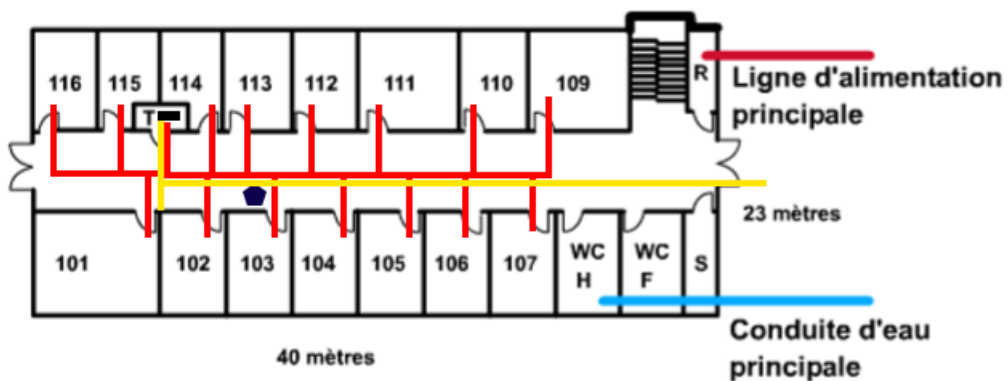 116 115 114 113 112 111 110 109
T
R
Ligne d'alimentation
principale
23 mètres
101 102 103 104 105 106 107 WC WC S
H F
Conduite d'eau
principale
40 mètres